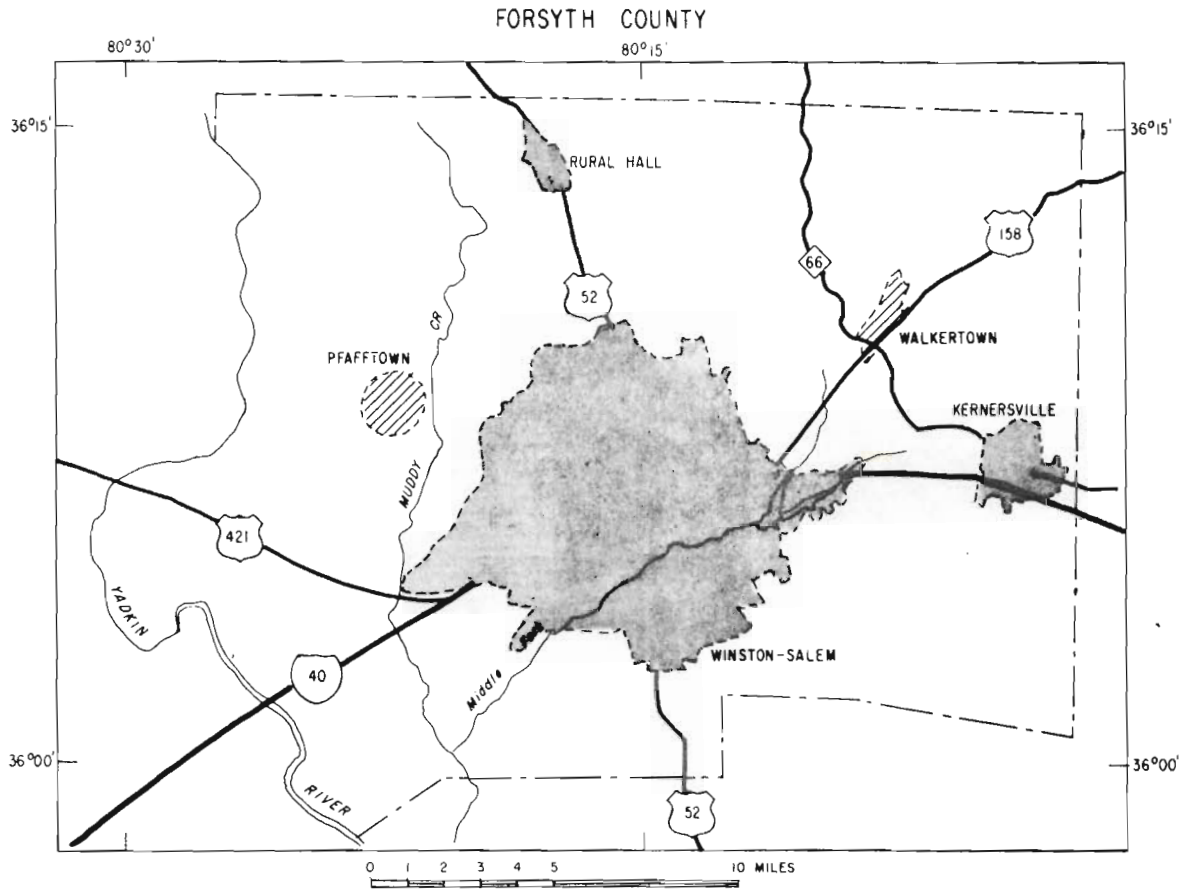 FORSYTH COUNTY
80°30'
80°15'
36°15'
36°15'
RURAL HALL
158
66
52
CR
PFAFFTOWN
WALKERTOWN
KERNERSVILLE
MUDDY
421
YADKIN
Fork
WINSTON-SALEM
40
Middle
36°00'
36°00'
RIVER
52
0 1 2 3 4 5 10 MILES